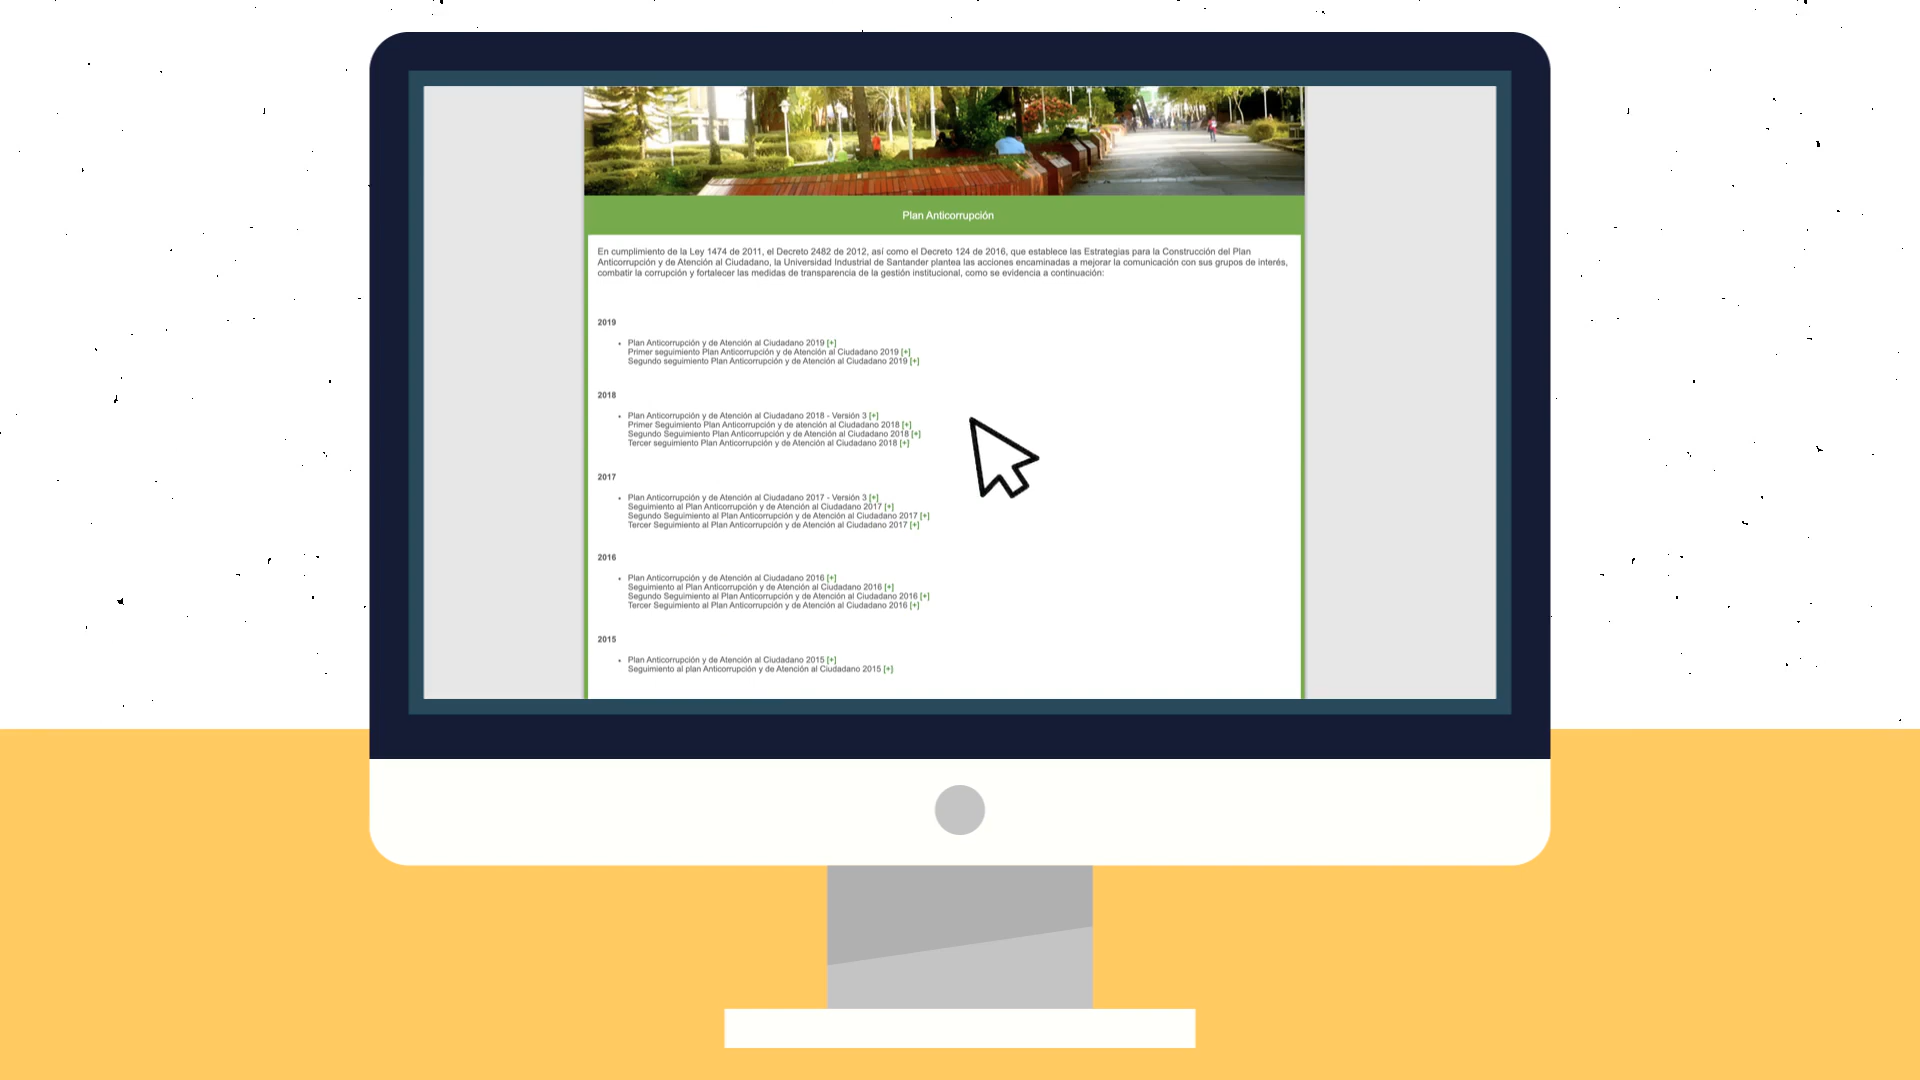 Plan Anticorrupción
En cumplimiento de la Ley 1474 de 2011, el Decreto 2482 de 2012, así como el Decreto 124 de 2016, que establece las Estrategias para la Construcción del Plan
Anticorrupción y de Atención al Ciudadano, la Universidad Industrial de Santander plantea las acciones encaminadas a mejorar la comunicación con sus grupos de interés,
combatir la corrupción y fortalecer las medidas de transparencia de la gestión institucional, como se evidencia a continuación:
2019
• Plan Anticorrupción y de Atención al Ciudadano 2019 [+]
Primer seguimiento Plan Anticorrupción y de Atención al Ciudadano 2019 [+]
Segundo seguimiento Plan Anticorrupción y de Atención al Ciudadano 2019 [+]
2018
• Plan Anticorrupción y de Atención al Ciudadano 2018 - Versión 3 [+]
Primer Seguimiento Plan Anticorrupción y de atención al Ciudadano 2018 [+]
Segundo Seguimiento Plan Anticorrupción y de Atención al Ciudadano 2018 [+]
Tercer seguimiento Plan Anticorrupción y de Atención al Ciudadano 2018 [+]
2017
• Plan Anticorrupción y de Atención al Ciudadano 2017 - Versión 3 [+]
Seguimiento al Plan Anticorrupción y de Atención al Ciudadano 2017 [+]
Segundo Seguimiento al Plan Anticorrupción y de Atención al Ciudadano 2017 [+]
Tercer Seguimiento al Plan Anticorrupción y de Atención al Ciudadano 2017 [+]
2016
• Plan Anticorrupción y de Atención al Ciudadano 2016 [+]
Seguimiento al Plan Anticorrupción y de Atención al Ciudadano 2016 [+]
Segundo Seguimiento al Plan Anticorrupción y de Atención al Ciudadano 2016 [+]
Tercer Seguimiento al Plan Anticorrupción y de Atención al Ciudadano 2016 [+]
2015
• Plan Anticorrupción y de Atención al Ciudadano 2015 [+]
Seguimiento al plan Anticorrupción y de Atención al Ciudadano 2015 [+]